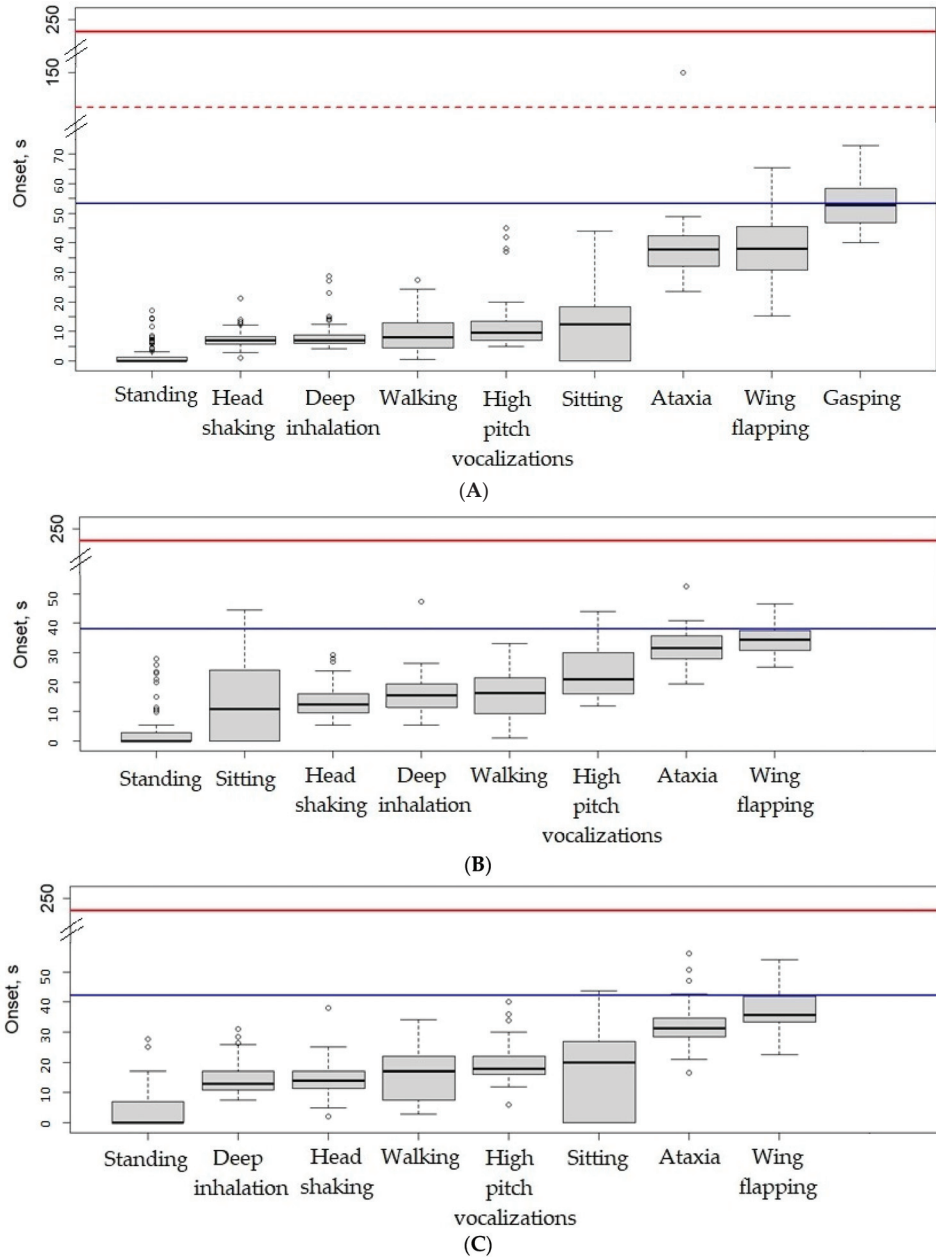 250
150
Onset, s
70
60
50
40
30
20
10
0
Standing Head shaking Deep inhalation Walking High pitch vocalizations Sitting Ataxia Wing flapping Gasping
(A)
250
Onset, s
50
40
30
20
10
0
Standing Sitting Head shaking Deep inhalation Walking High pitch vocalizations Ataxia Wing flapping
(B)
250
Onset, s
50
40
30
20
10
0
Standing Deep inhalation Head shaking Walking High pitch vocalizations Sitting Ataxia Wing flapping
(C)